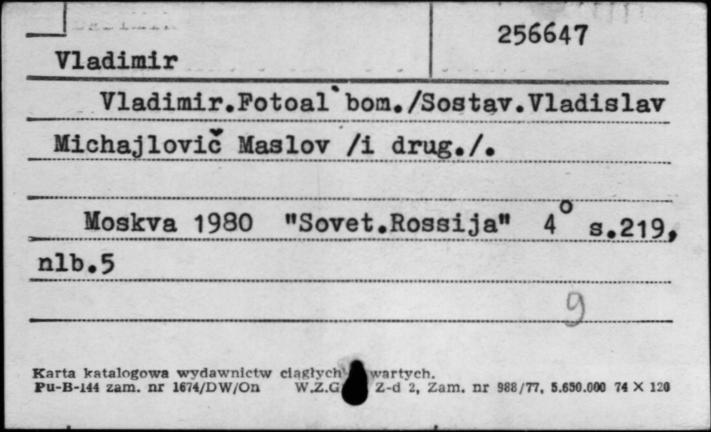 256647
Vladimir
Vladimir.Fotoal`bom./Sostav.Vladislav
Michajlovič Maslov /i drug./.
Moskva 1980 "Sovet.Rossija" 4° s.219,
nlb.5
9
Karta katalogowa wydawnictw ciągłych wartych.
Pu-B-144 zam. nr 1674/DW/On W.Z.G Z-d 2, Zam. nr 988/77, 5.650.000 74 X 120